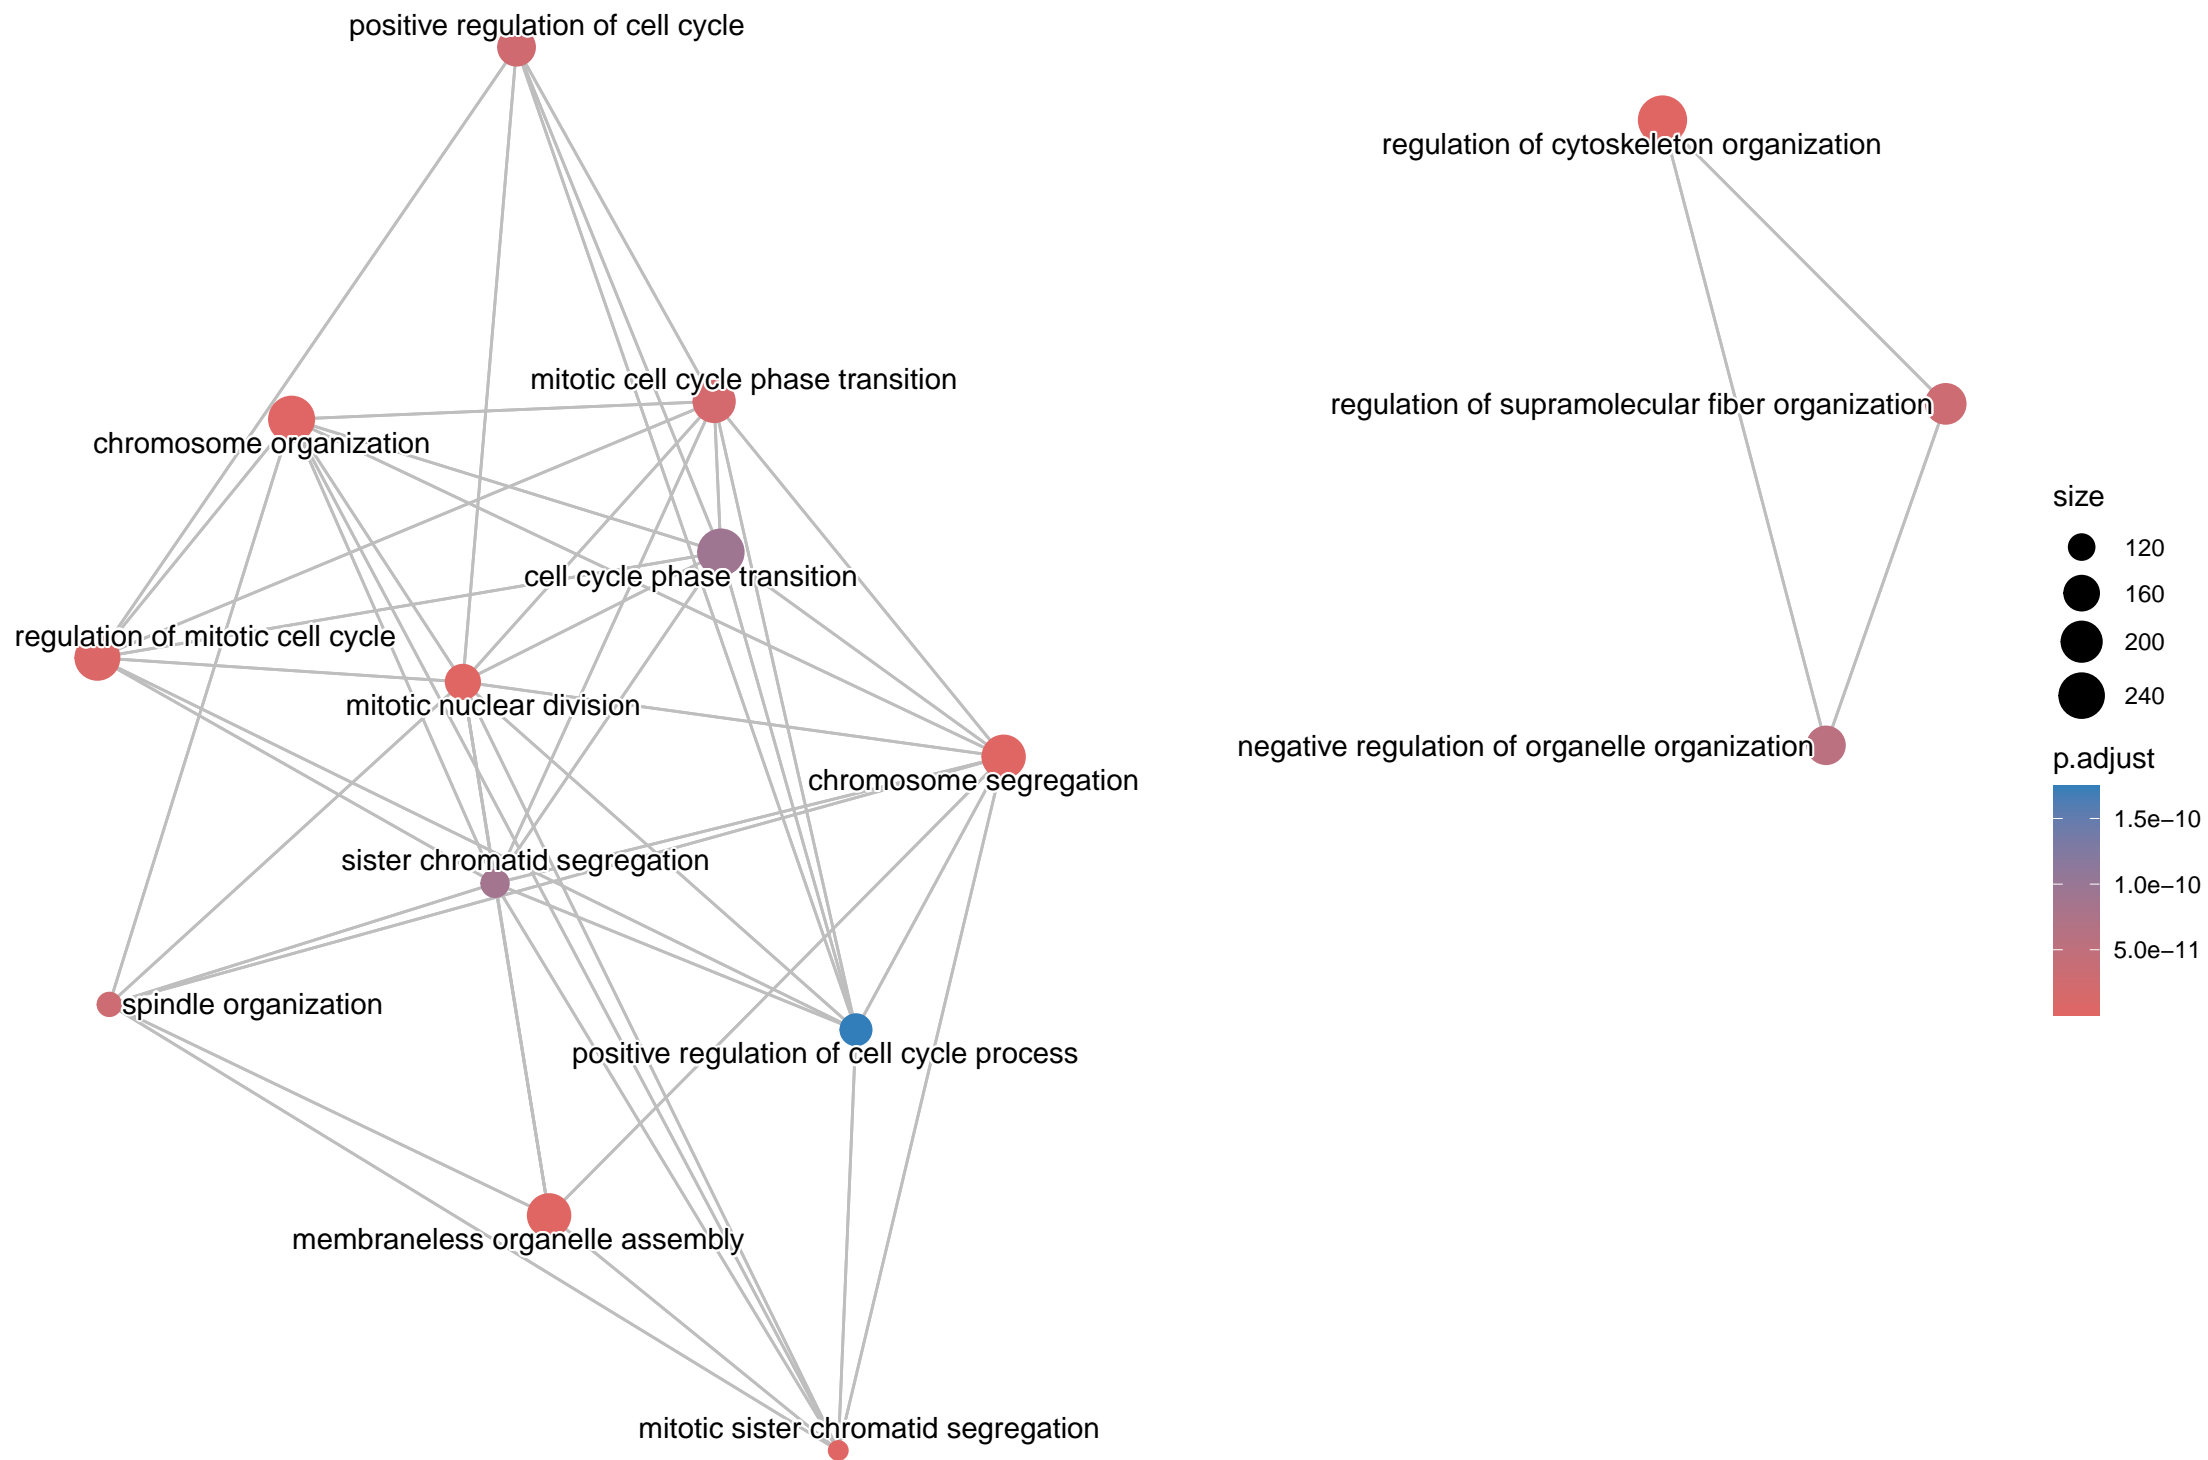 positive regulation of cell cycle
regulation of cytoskeleton organization
mitotic cell cycle phase transition
regulation of supramolecular fiber organization
chromosome organization
size
120
cell cycle phase transition
160
regulation of mitotic cell cycle
200
240
mitotic nuclear division
negative regulation of organelle organization
p.adjust
chromosome segregation
1.5e−10
sister chromatid segregation
1.0e−10
5.0e−11
spindle organization
positive regulation of cell cycle process
membraneless organelle assembly
mitotic sister chromatid segregation